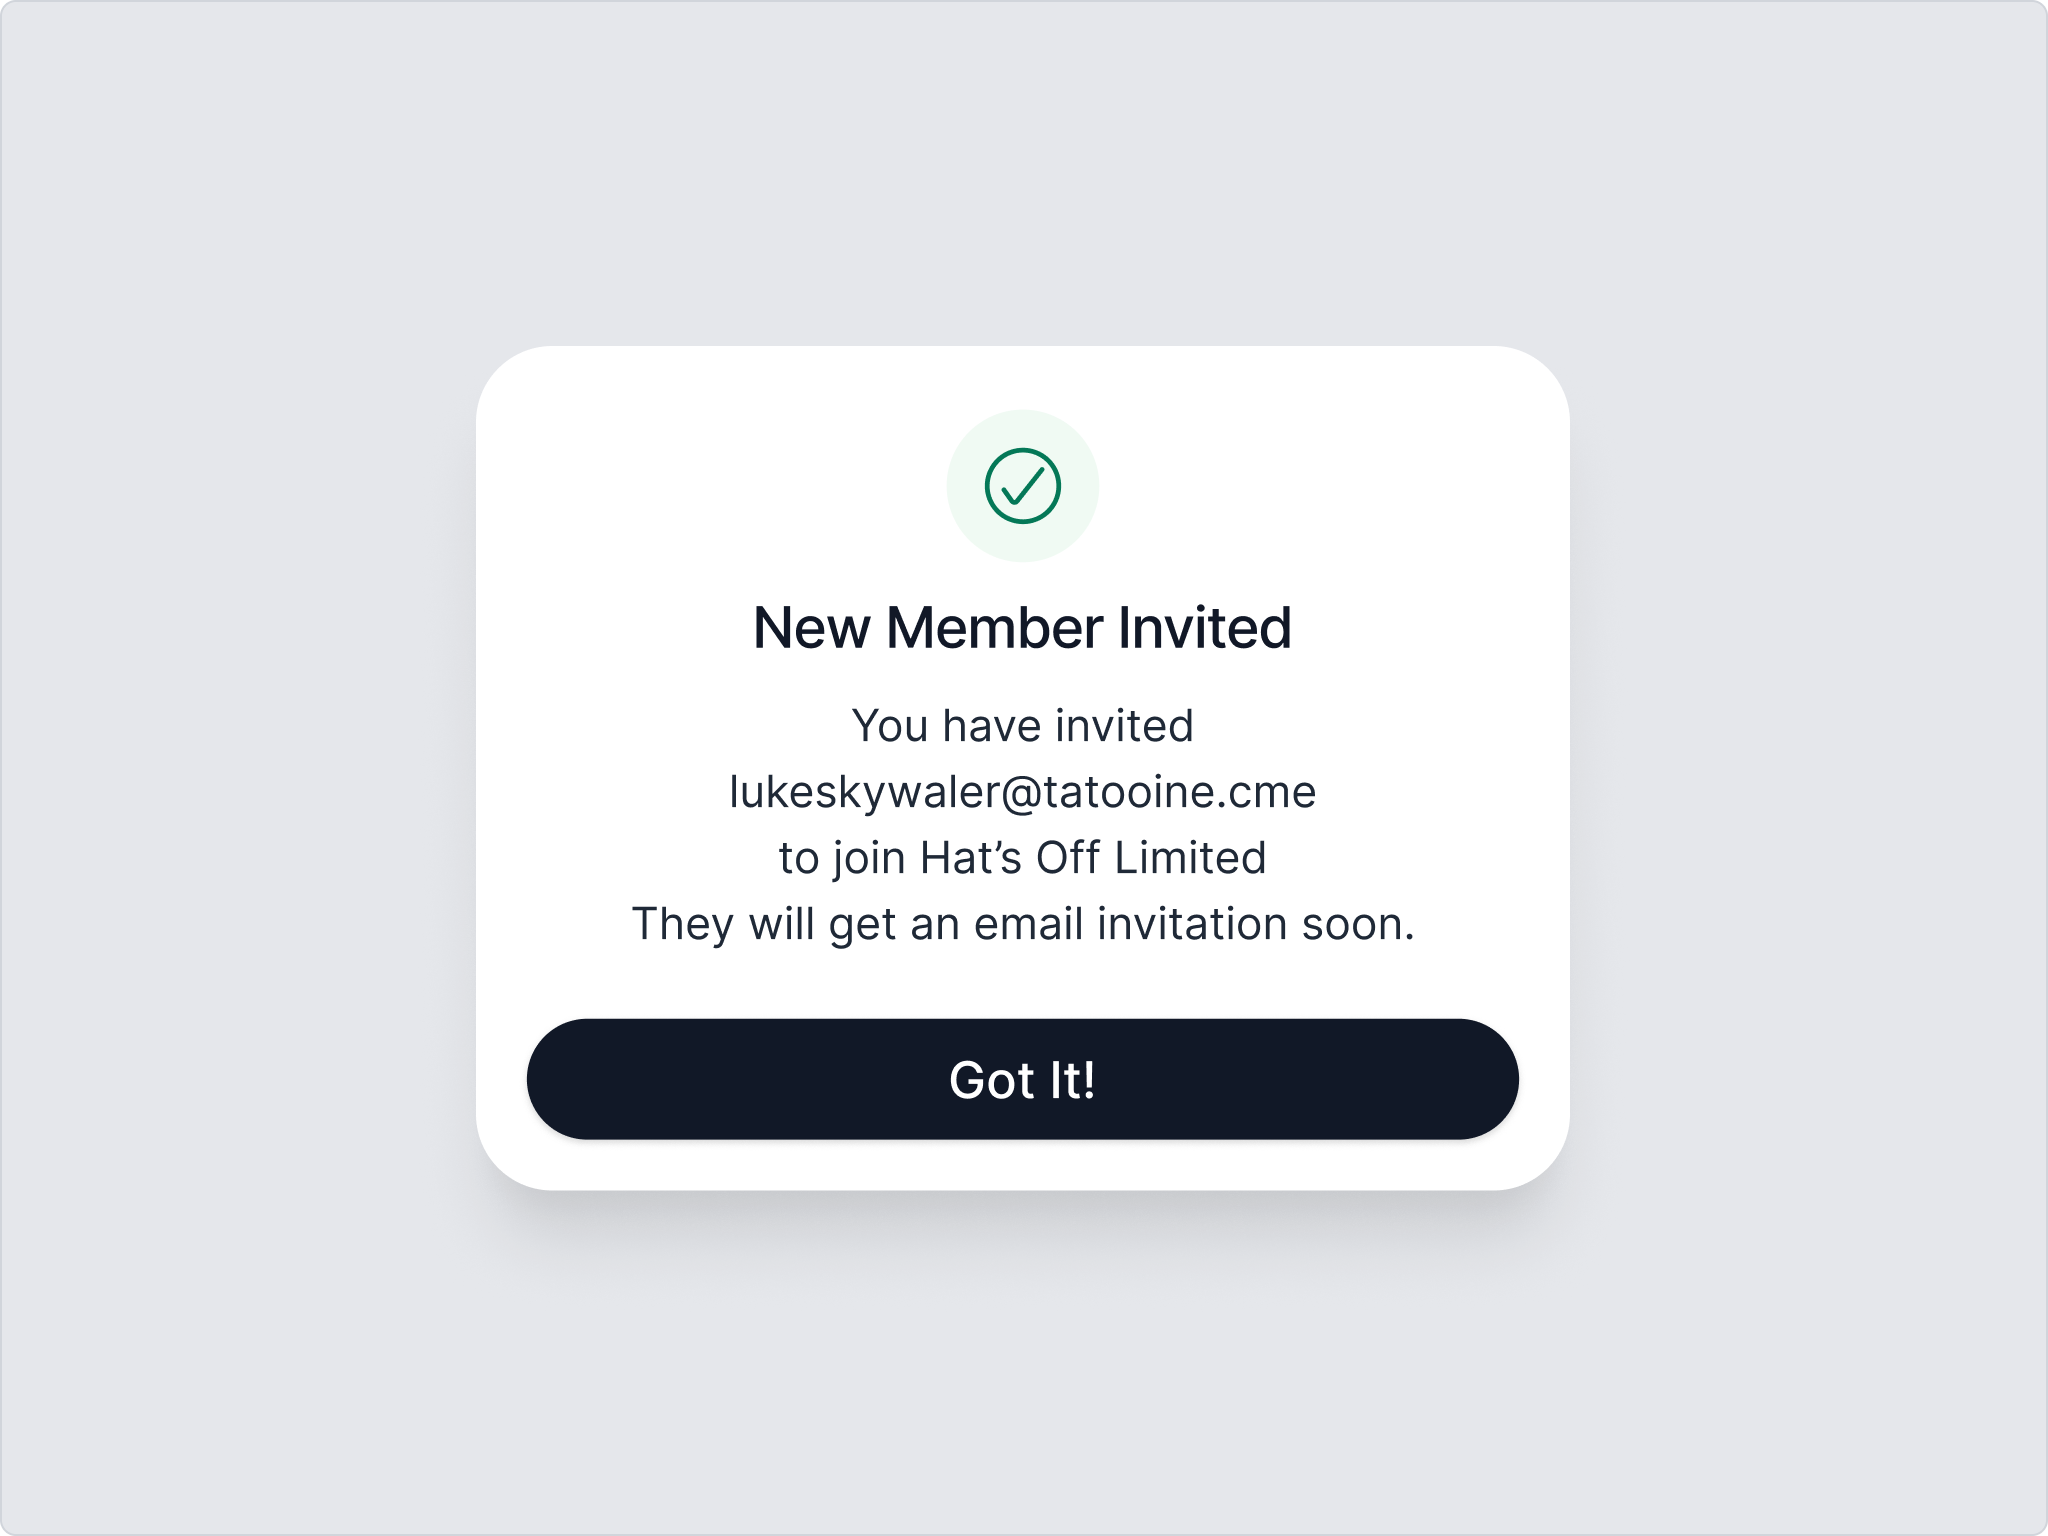 New Member Invited
You have invited
lukeskywaler@tatooine.cme
to join Hat’s Off Limited
They will get an email invitation soon.
Got It!